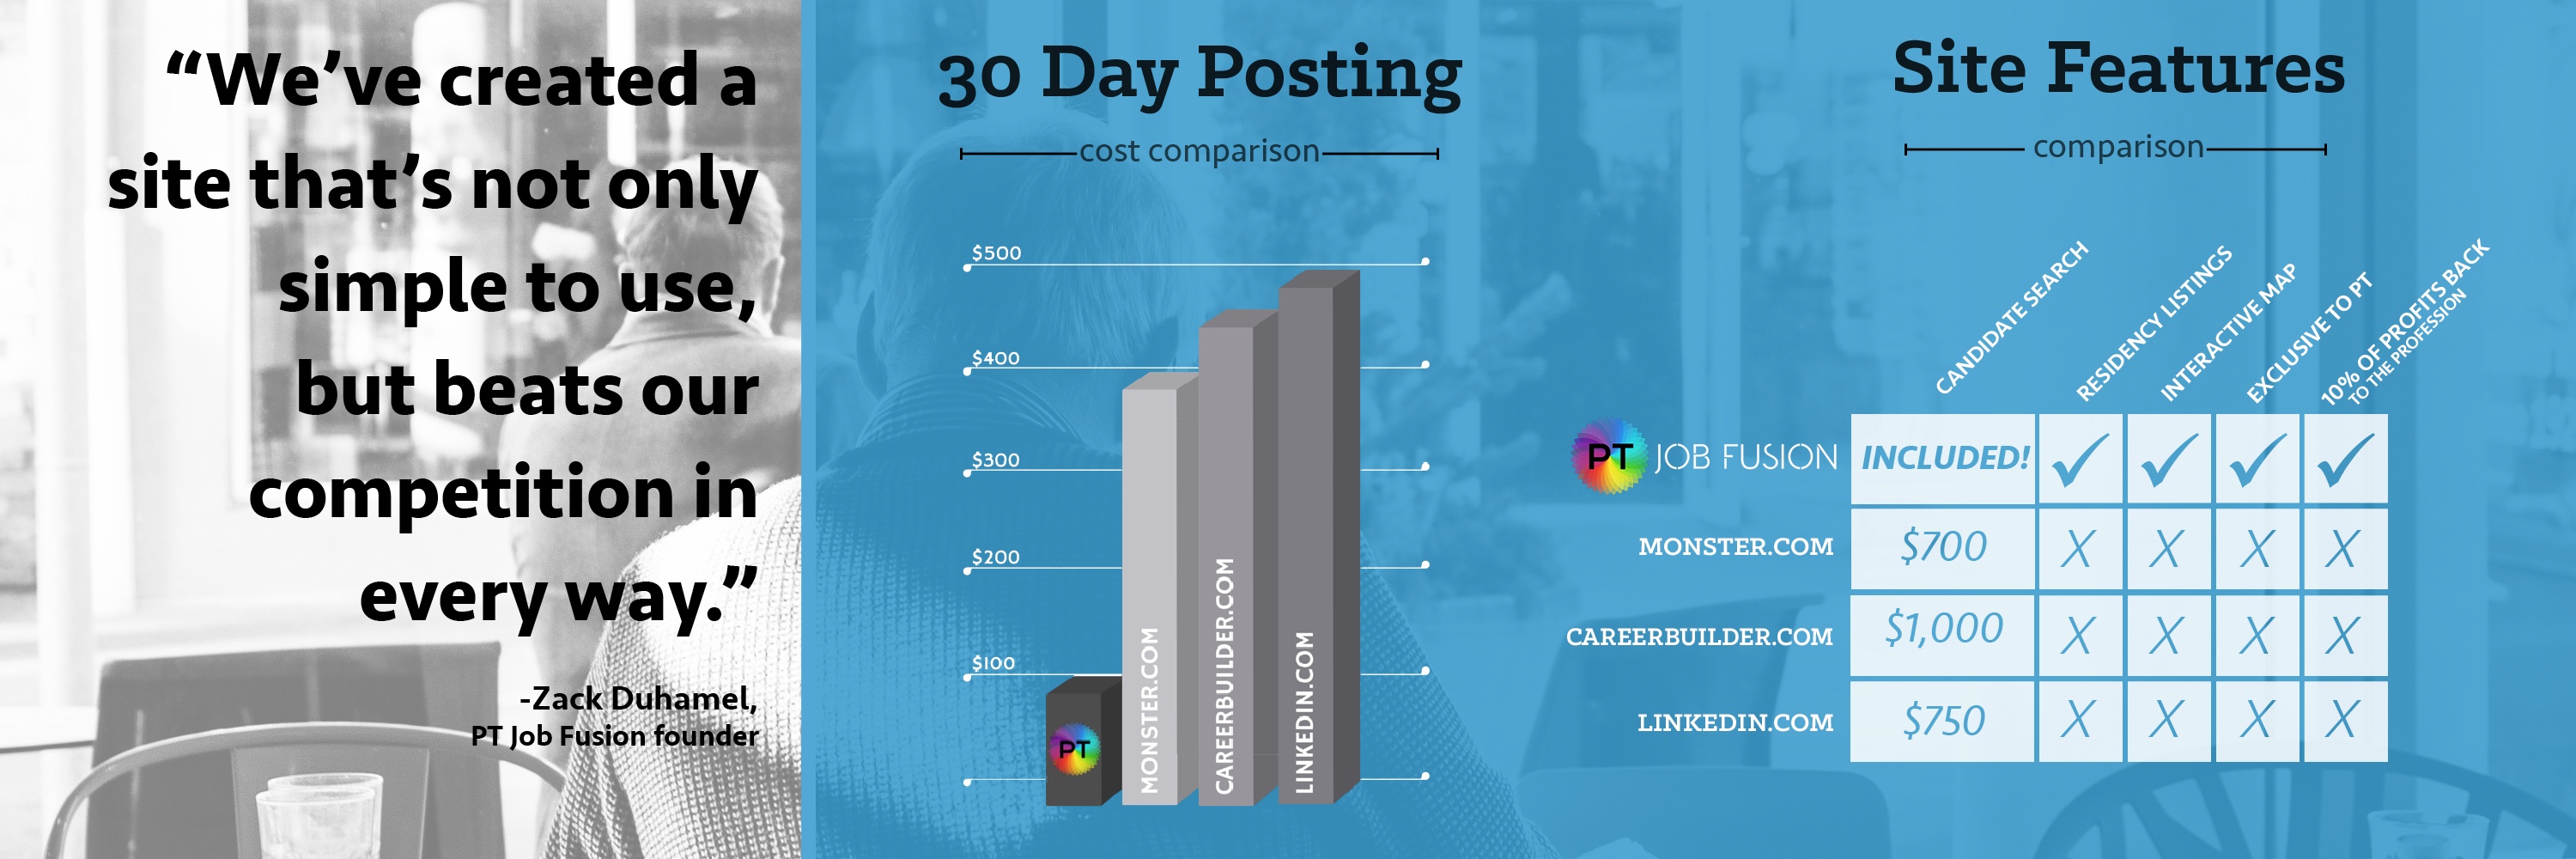 “We’ve created a
site that’s not only
simple to use,
but beats our
competition in
every way.”
-Zack Duhamel,
PT Job Fusion founder
30 Day Posting
cost comparison
$500
$400
$300
$200
$100
PT
MONSTER.COM
CAREERBUILDER.COM
LINKEDIN.COM
Site Features
comparison
CANDIDATE SEARCH
RESIDENCY LISTINGS
INTERACTIVE MAP
EXCLUSIVE TO PT
10% OF PROFITS BACK
TO THE PROFESSION
PT JOB FUSION INCLUDED! ✓ ✓ ✓ ✓
MONSTER.COM $700 X X X X
CAREERBUILDER.COM $1,000 X X X X
LINKEDIN.COM $750 X X X X